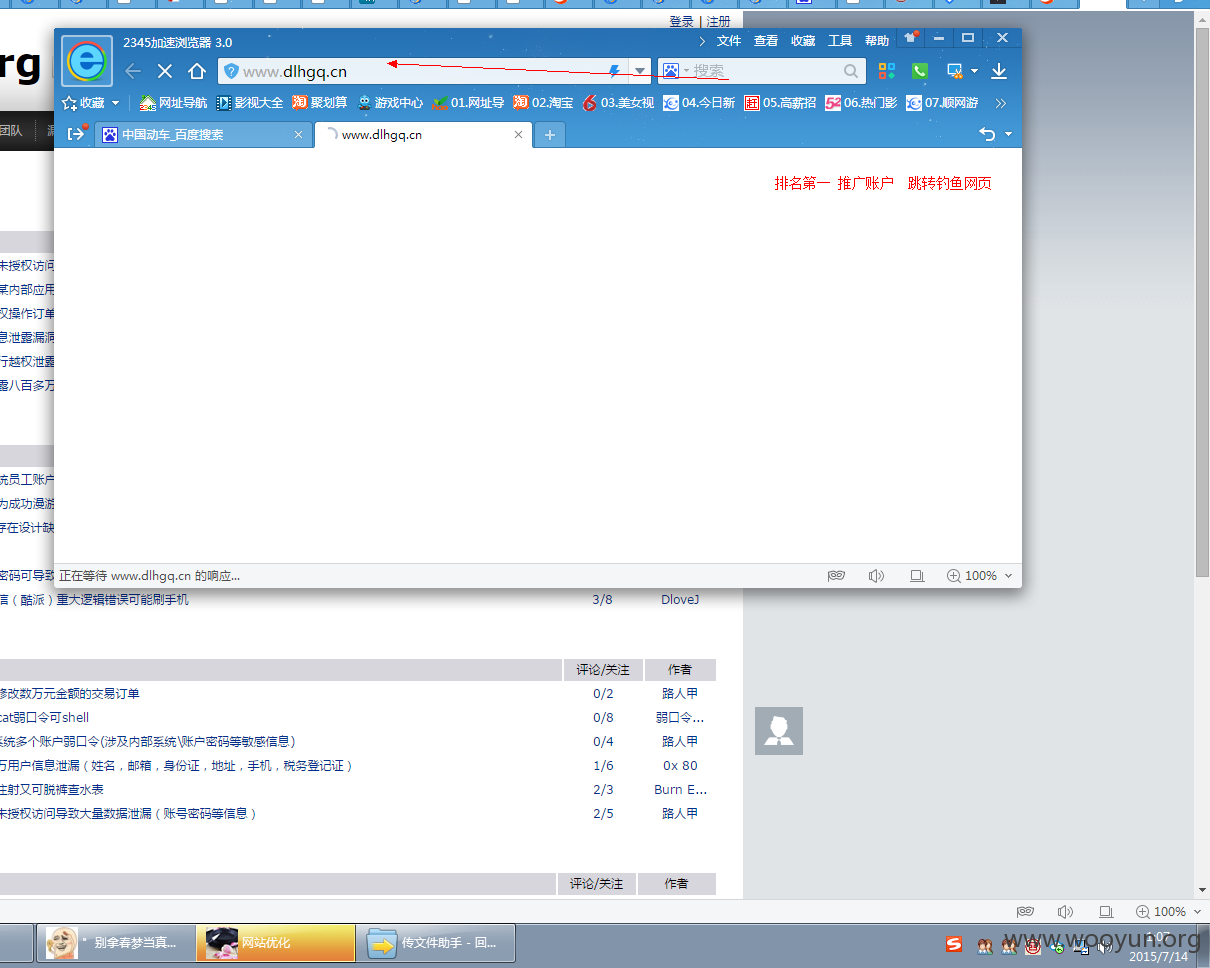 登录 | 注册
rg
2345加速浏览器 3.0
文件 查看 收藏 工具 帮助
www.dlhgq.cn
搜索
收藏 网址导航 影视大全 聚划算 游戏中心 01.网址导 02.淘宝 03.美女视 04.今日新 05.高薪招 06.热门影 07.顺网游
团队
中国动车_百度搜索
www.dlhgq.cn
排名第一 推广账户 跳转钓鱼网页
未授权访问
某内部应用
权操作订单
息泄露漏洞
行越权泄露
露八百多万
统员工账户
为成功漫游
存在设计缺
密码可导致
正在等待 www.dlhgq.cn 的响应...
100%
信（酷派）重大逻辑错误可能刷手机 3/8 DloveJ
评论/关注 作者
修改数万元金额的交易订单 0/2 路人甲
cat弱口令可shell 0/8 弱口令...
系统多个账户弱口令(涉及内部系统\账户密码等敏感信息) 0/4 路人甲
万用户信息泄漏（姓名，邮箱，身份证，地址，手机，税务登记证） 1/6 0x 80
注射又可脱裤查水表 2/3 Burn E...
未授权访问导致大量数据泄漏（账号密码等信息） 2/5 路人甲
评论/关注 作者
100%
" 别拿春梦当真...
网站优化
传文件助手 - 回...
www.wooyun.org
1:07
2015/7/14